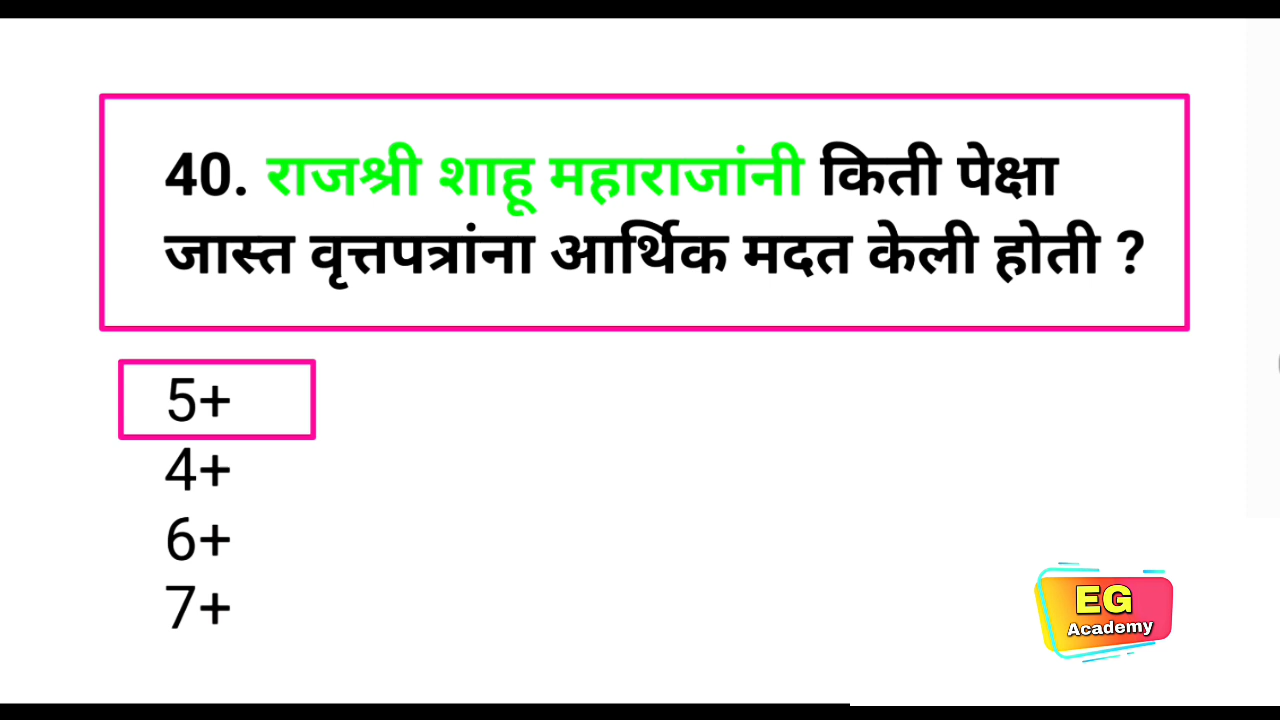 40. राजश्री शाहू महाराजांनी किती पेक्षा
जास्त वृत्तपत्रांना आर्थिक मदत केली होती ?
5+
4+
6+
7+
EG
Academy